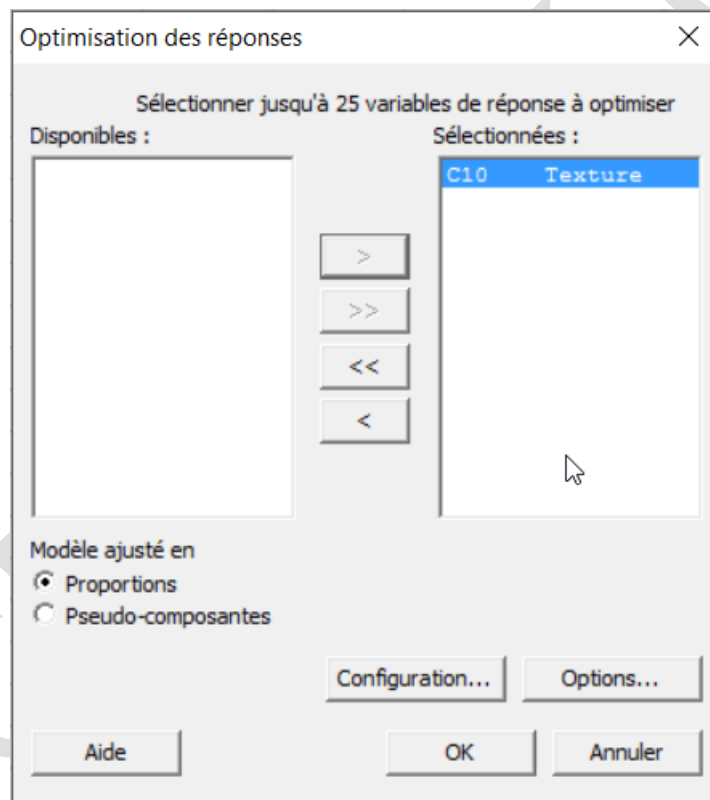 Optimisation des réponses
Sélectionner jusqu'à 25 variables de réponse à optimiser
Disponibles :
Sélectionnées :
C10 Texture
>
>>
<<
<
Modèle ajusté en
Proportions
Pseudo-composantes
Configuration...
Options...
Aide
OK
Annuler